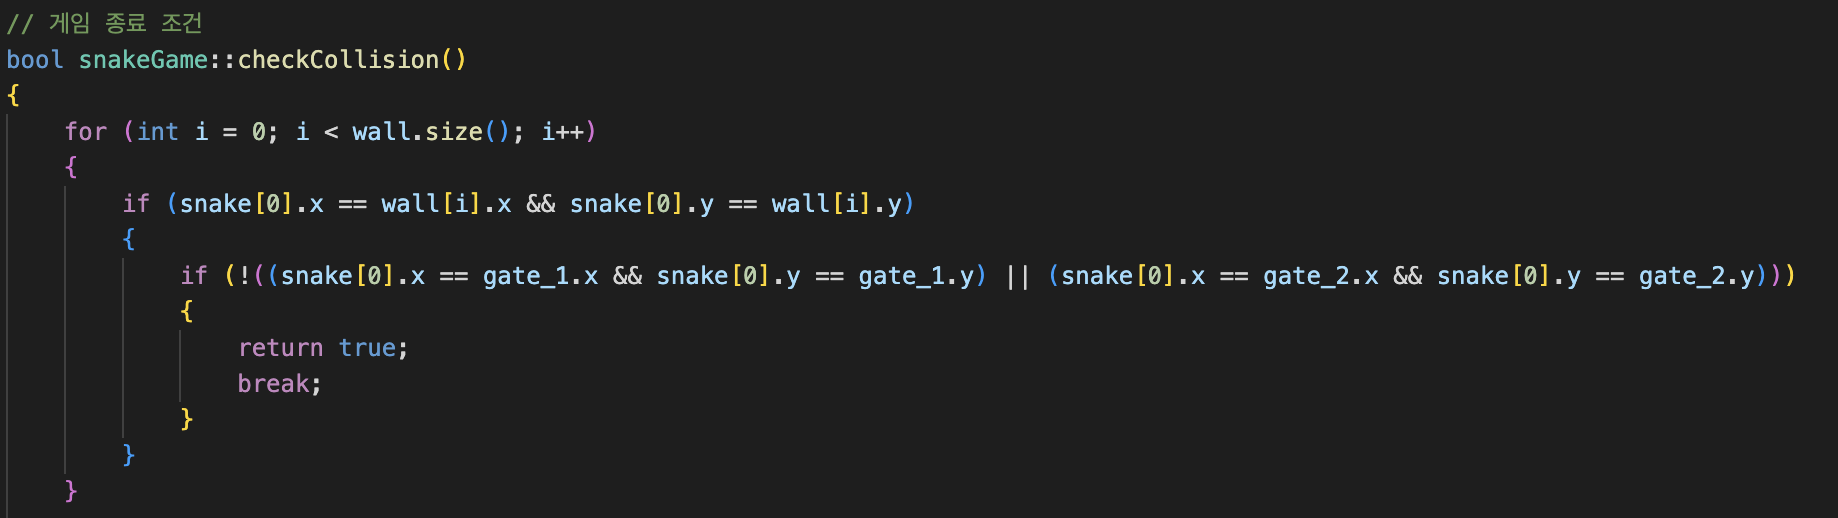 // 게임 종료 조건
bool snakeGame::checkCollision()
{
    for (int i = 0; i < wall.size(); i++)
    {
        if (snake[0].x == wall[i].x && snake[0].y == wall[i].y)
        {
            if (!((snake[0].x == gate_1.x && snake[0].y == gate_1.y) || (snake[0].x == gate_2.x && snake[0].y == gate_2.y)))
            {
                return true;
                break;
            }
        }
    }